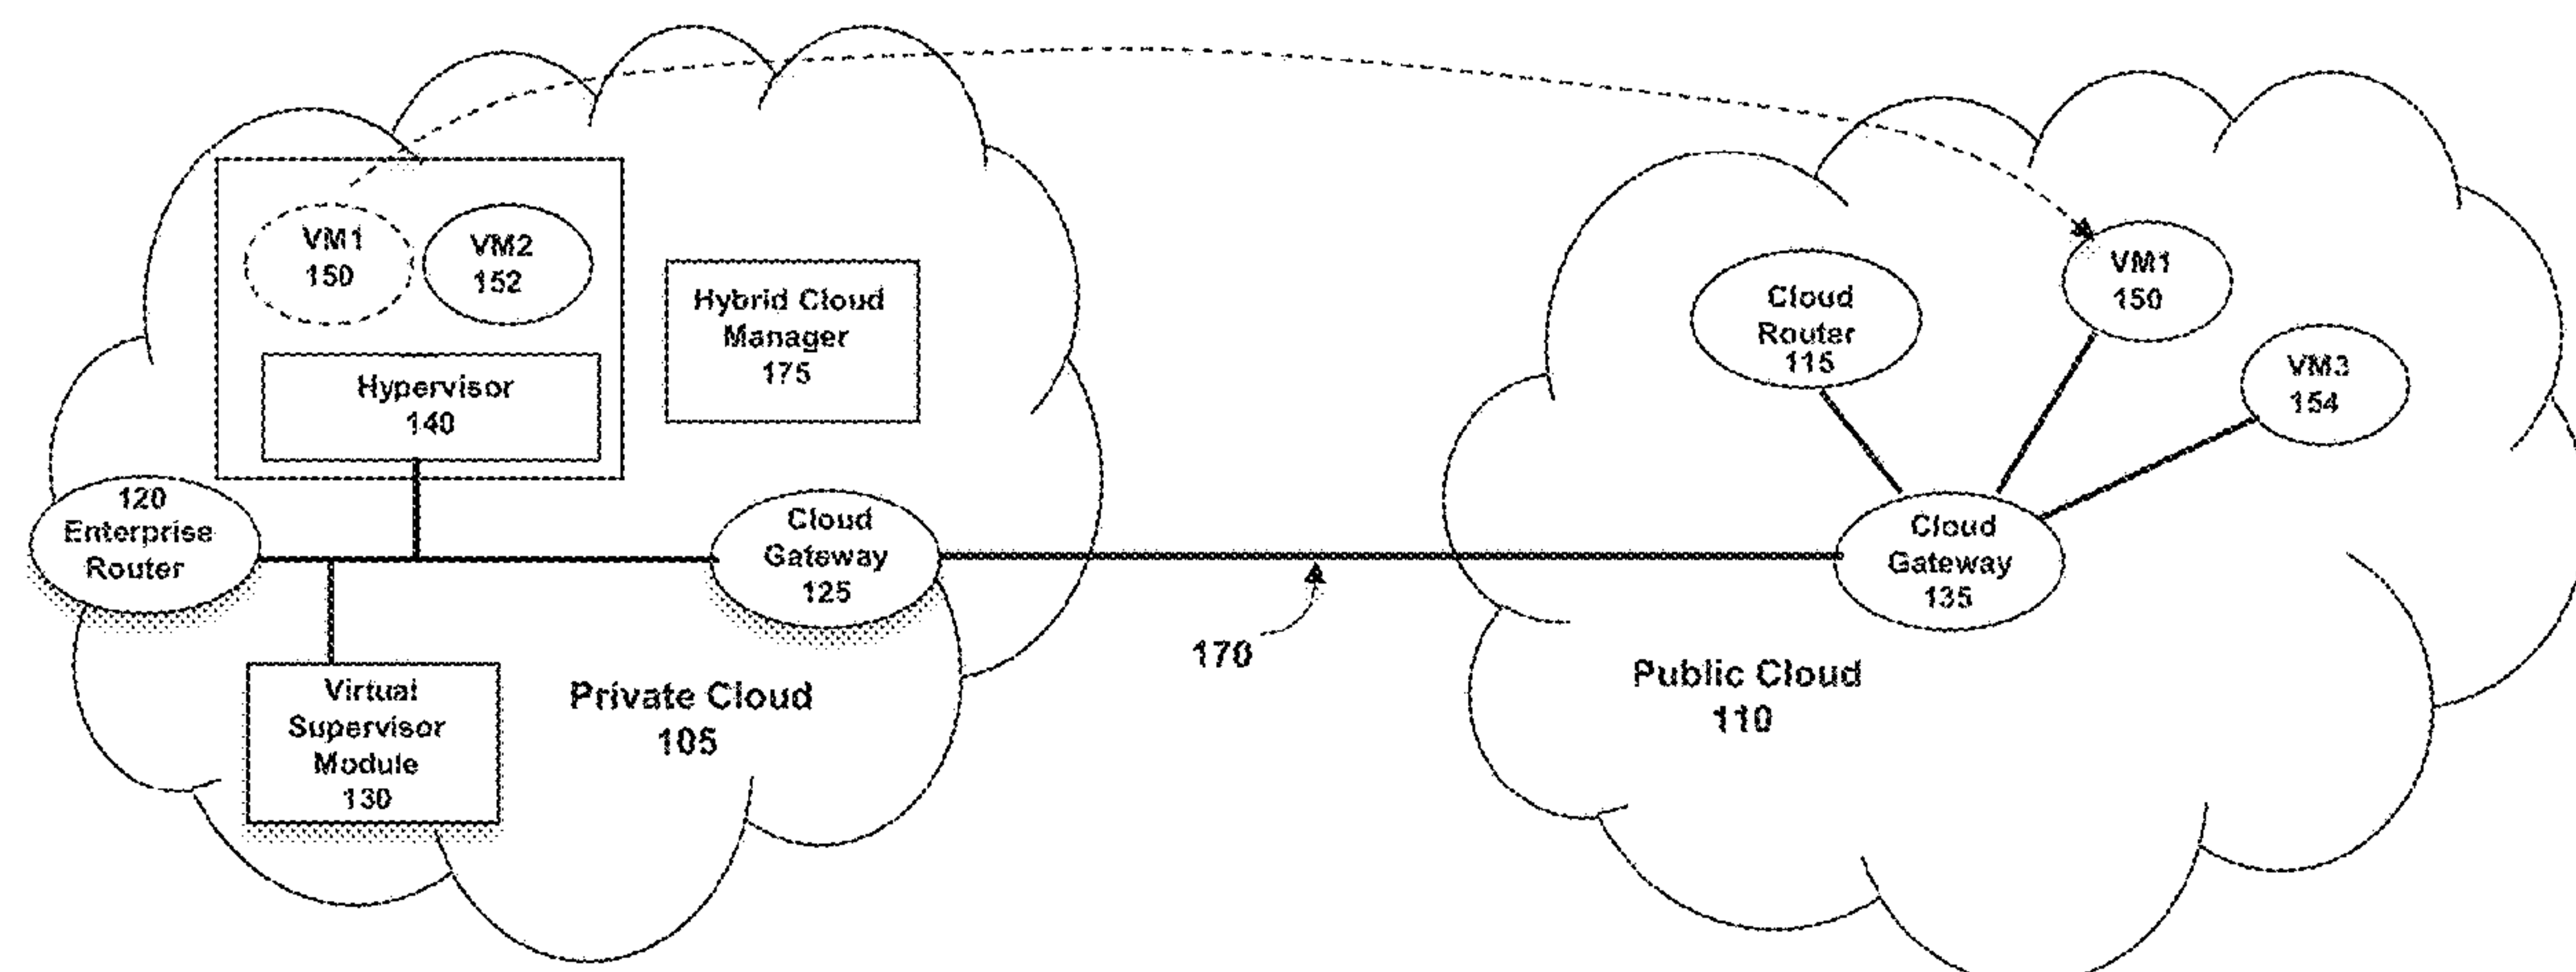 VM1
150
VM2
152
Hypervisor
140
Hybrid Cloud
Manager
175
120
Enterprise
Router
Cloud
Gateway
125
Virtual
Supervisor
Module
130
Private Cloud
105
170
Cloud
Router
115
VM1
150
VM3
154
Cloud
Gateway
135
Public Cloud
110